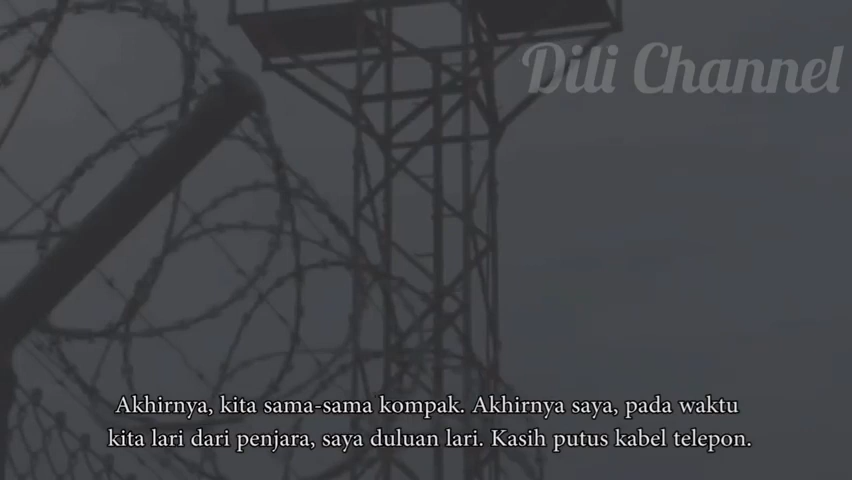 Dili Channel
Akhirnya, kita sama-sama kompak. Akhirnya saya, pada waktu
kita lari dari penjara, saya duluan lari. Kasih putus kabel telepon.